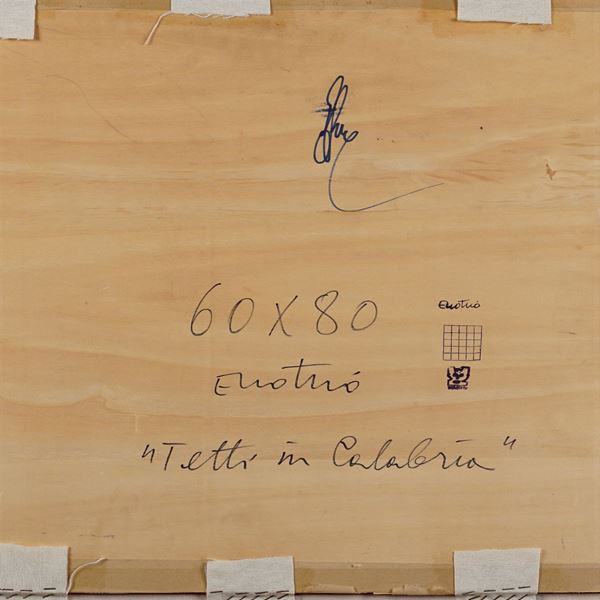 60 X 80
Enotrio
Enotrio
"Tetti in Calabria"